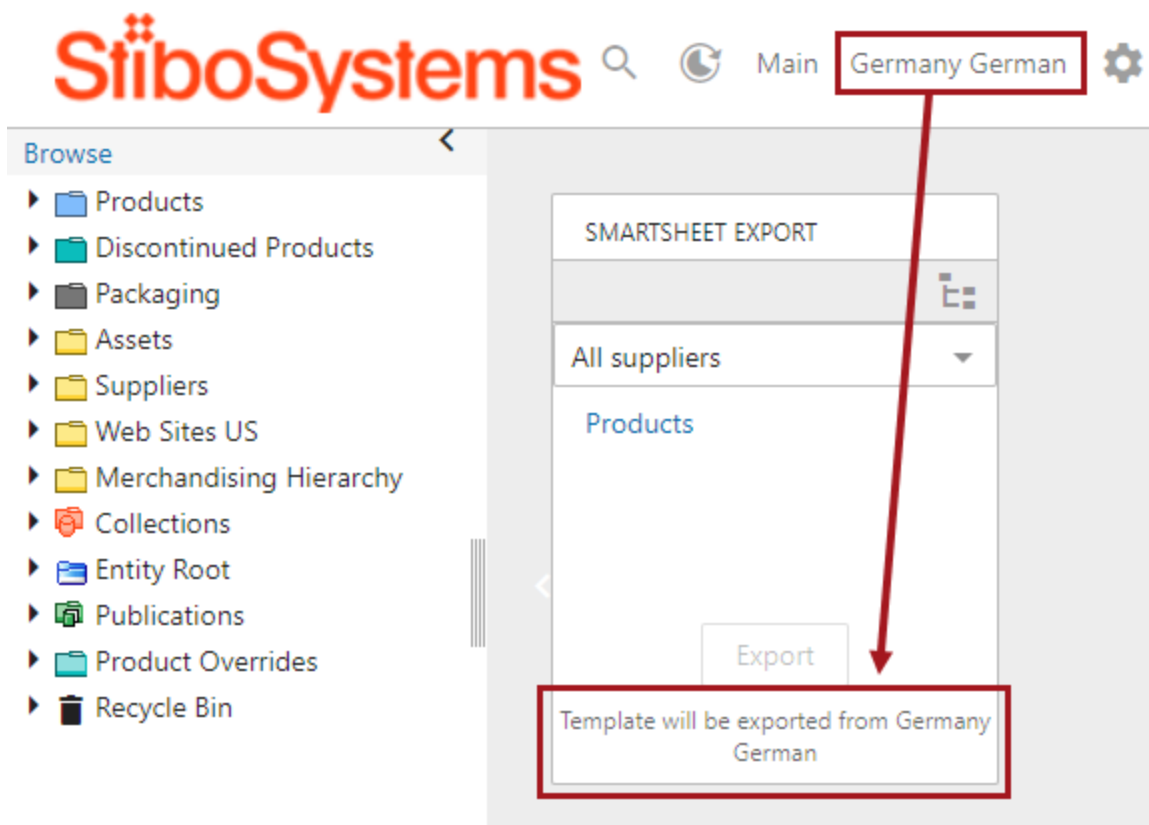 StiboSystems
Main
Germany German
Browse
Products
Discontinued Products
Packaging
Assets
Suppliers
Web Sites US
Merchandising Hierarchy
Collections
Entity Root
Publications
Product Overrides
Recycle Bin
SMARTSHEET EXPORT
All suppliers
Products
Export
Template will be exported from Germany
German